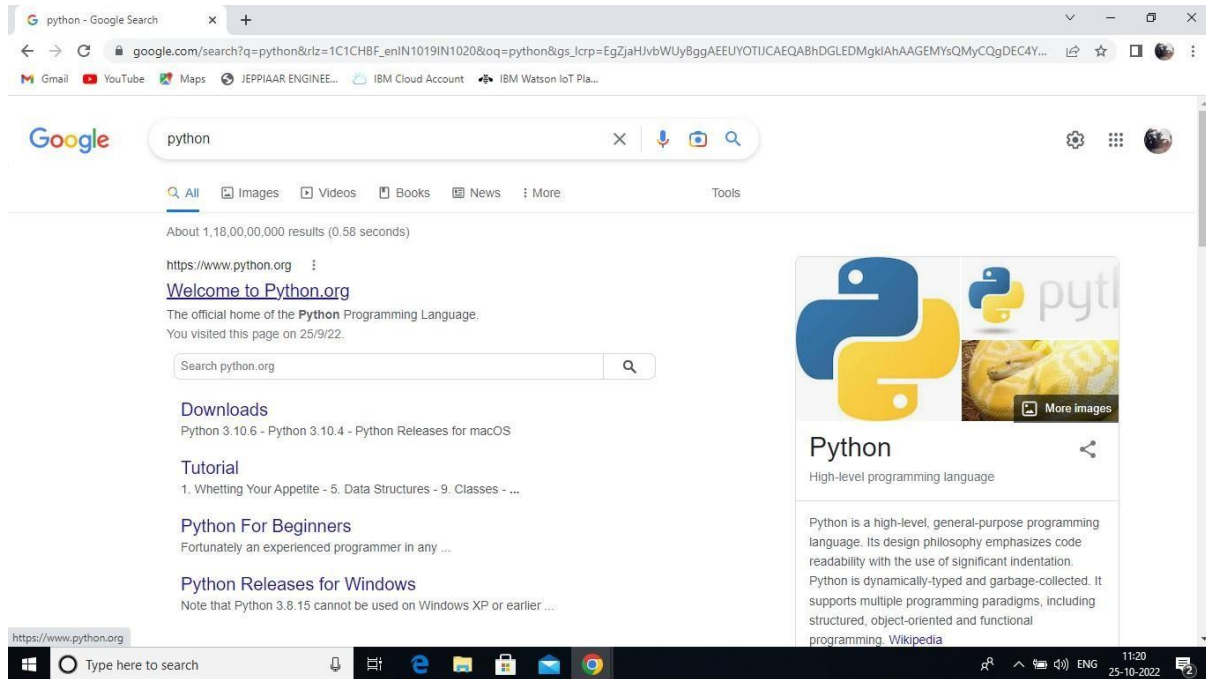 python - Google Search
google.com/search?q=python&rlz=1C1CHBF_enIN1019IN1020&oq=python&gs_lcrp=EgZjaHJvbWUyBggAEEUYOTIJCAEQABhDGLEDMgkIAhAAGEMYsQMyCQgDEC4Y...
Gmail YouTube Maps JEPPIAAR ENGINEE... IBM Cloud Account IBM Watson IoT Pla...
Google
python
All Images Videos Books News More Tools
About 1,18,00,00,000 results (0.58 seconds)
https://www.python.org
Welcome to Python.org
The official home of the Python Programming Language.
You visited this page on 25/9/22.
Search python.org
Downloads
Python 3.10.6 - Python 3.10.4 - Python Releases for macOS
Tutorial
1. Whetting Your Appetite - 5. Data Structures - 9. Classes - ...
Python For Beginners
Fortunately an experienced programmer in any ...
Python Releases for Windows
Note that Python 3.8.15 cannot be used on Windows XP or earlier ...
pytl
More images
Python
High-level programming language
Python is a high-level, general-purpose programming
language. Its design philosophy emphasizes code
readability with the use of significant indentation.
Python is dynamically-typed and garbage-collected. It
supports multiple programming paradigms, including
structured, object-oriented and functional
programming. Wikipedia
https://www.python.org
Type here to search
ENG
11:20
25-10-2022
2